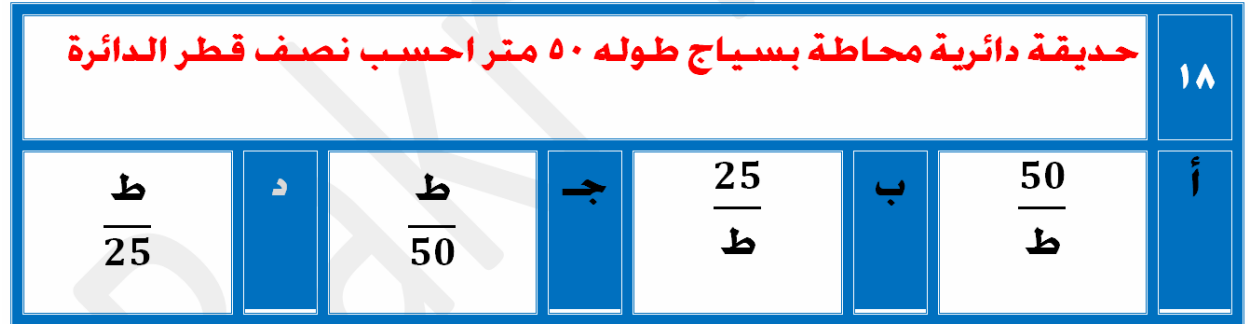 ١٨
حديقة دائرية محاطة بسياج طوله ٥٠ متر احسب نصف قطر الدائرة
أ
50
ط
ب
25
ط
جـ
ط
50
د
ط
25